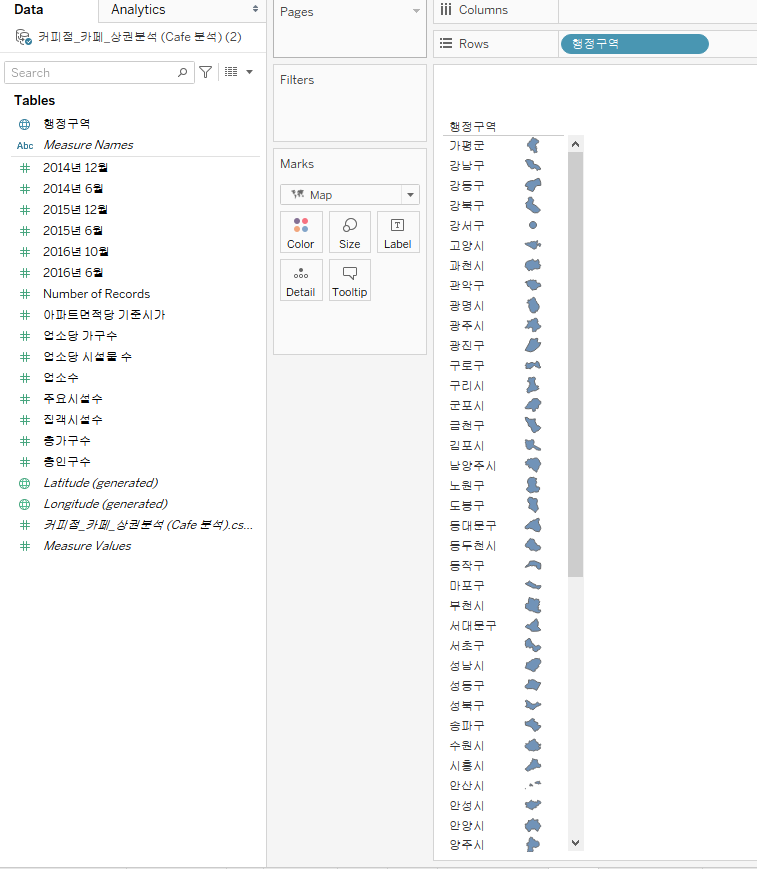 Data
Analytics
커피점_카페_상권분석 (Cafe 분석) (2)
Search
Tables
행정구역
Abc Measure Names
2014년 12월
2014년 6월
2015년 12월
2015년 6월
2016년 10월
2016년 6월
Number of Records
아파트면적당 기준시가
업소당 가구수
업소당 시설물 수
업소수
주요시설수
집객시설수
총가구수
총인구수
Latitude (generated)
Longitude (generated)
커피점_카페_상권분석 (Cafe 분석).cs...
Measure Values
Pages
Filters
Marks
Map
Color
Size
Label
Detail
Tooltip
Columns
Rows
행정구역
행정구역
가평군
강남구
강동구
강북구
강서구
고양시
과천시
관악구
광명시
광주시
광진구
구로구
구리시
군포시
금천구
김포시
남양주시
노원구
도봉구
동대문구
동두천시
동작구
마포구
부천시
서대문구
서초구
성남시
성동구
성북구
송파구
수원시
시흥시
안산시
안성시
안양시
양주시